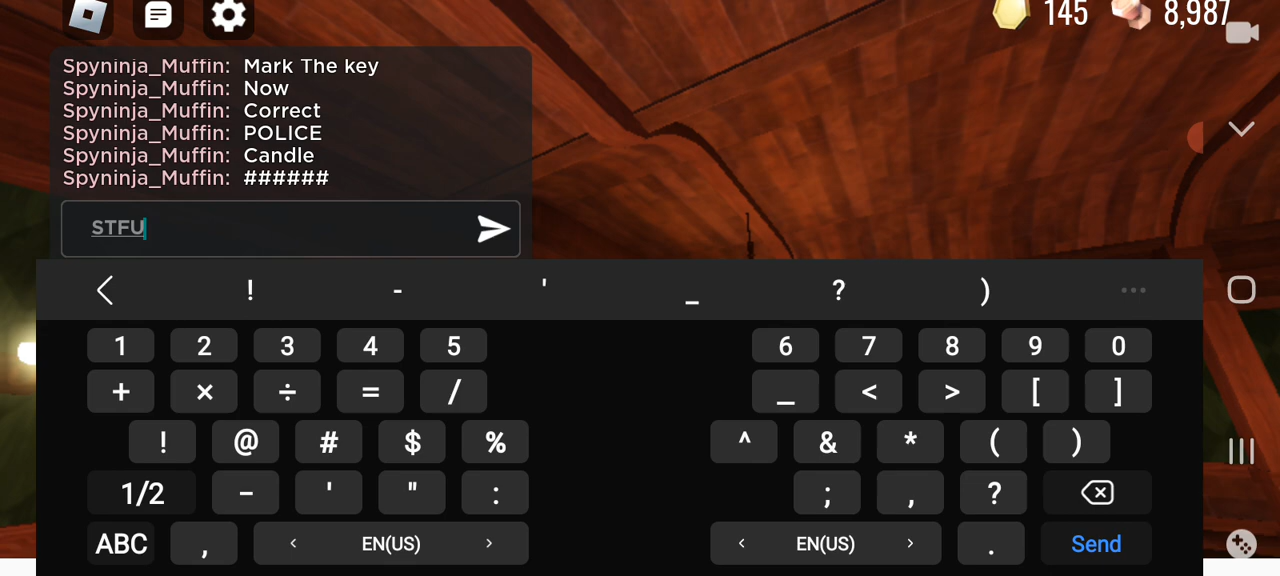 145 8,987
Spyninja_Muffin: Mark The key
Spyninja_Muffin: Now
Spyninja_Muffin: Correct
Spyninja_Muffin: POLICE
Spyninja_Muffin: Candle
Spyninja_Muffin: ######
STFU
! - ' _ ? ) ...
1 2 3 4 5 6 7 8 9 0
+ × ÷ = / _ < > [ ]
! @ # $ % ^ & * ( )
1/2 - ' " : ; , ?
ABC , < EN(US) > < EN(US) > . Send